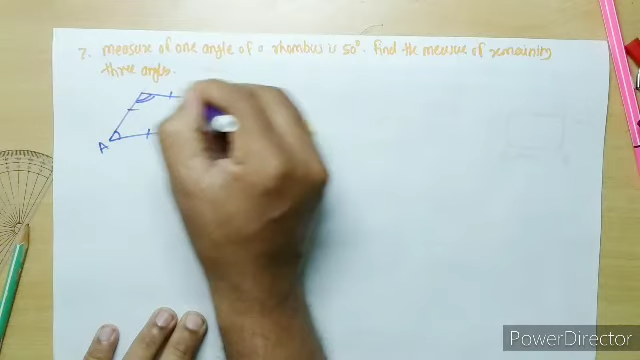 7. Measure of one angle of a rhombus is 50°. Find the measure of remaining
three angles.
A
PowerDirector